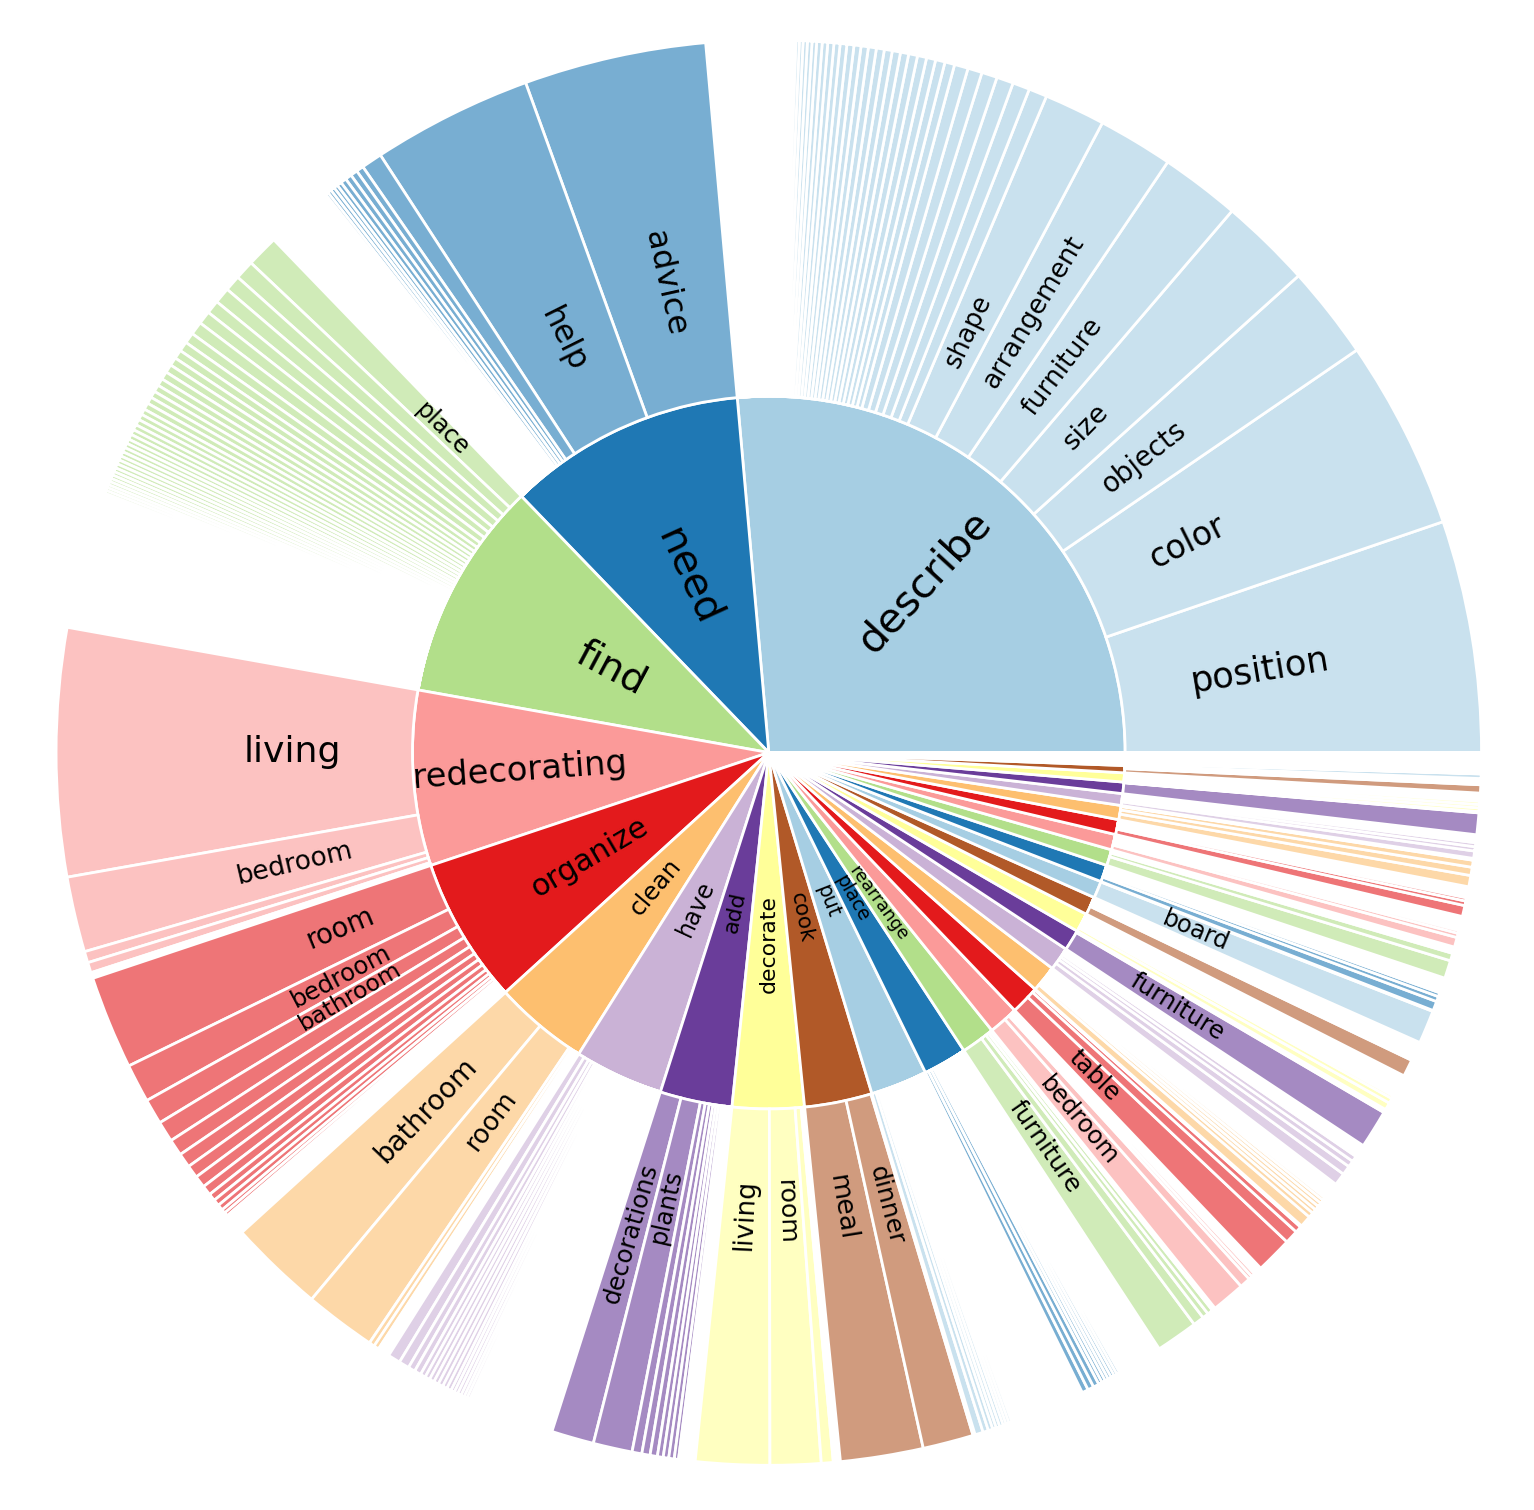 describe
position
color
objects
size
furniture
arrangement
shape
need
advice
help
find
place
redecorating
living
bedroom
organize
room
bedroom
bathroom
clean
bathroom
room
have
add
decorations
plants
decorate
living
room
cook
meal
dinner
put
place
rearrange
furniture
bedroom
table
furniture
board